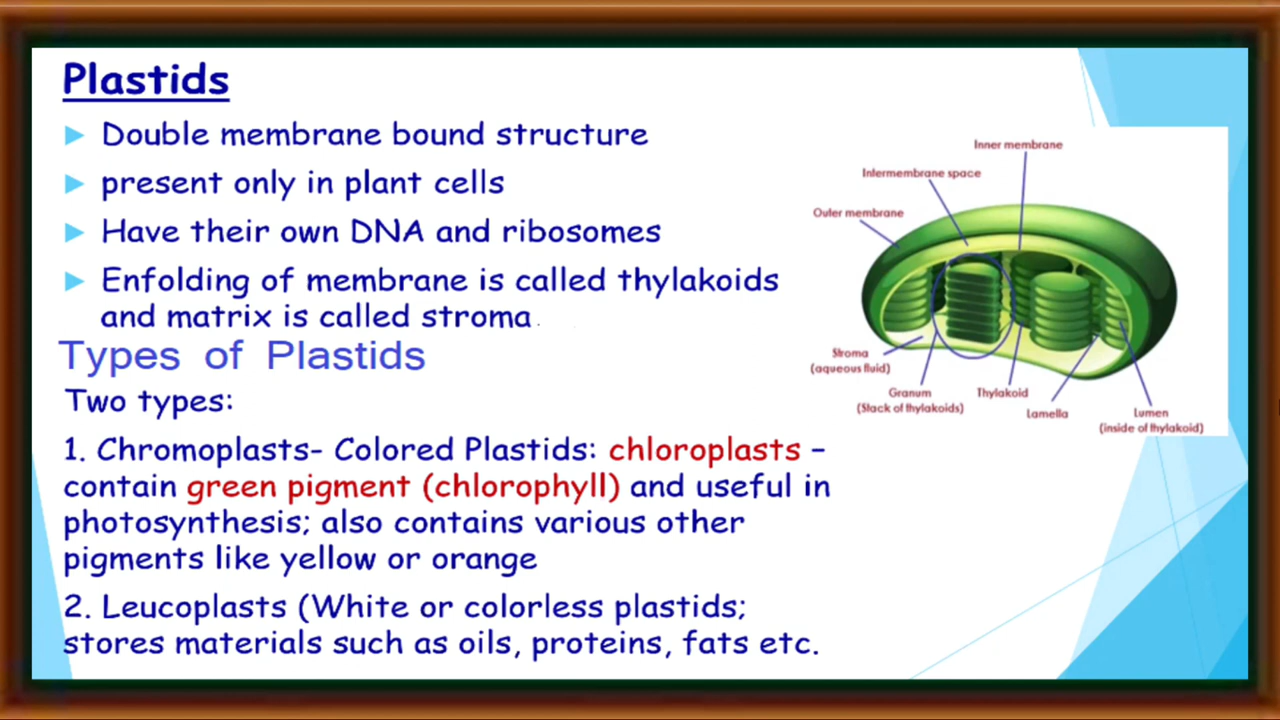 Plastids
Double membrane bound structure
present only in plant cells
Have their own DNA and ribosomes
Enfolding of membrane is called thylakoids
and matrix is called stroma.
Types of Plastids
Two types:
1. Chromoplasts- Colored Plastids: chloroplasts –
contain green pigment (chlorophyll) and useful in
photosynthesis; also contains various other
pigments like yellow or orange
2. Leucoplasts (White or colorless plastids;
stores materials such as oils, proteins, fats etc.
Inner membrane
Intermembrane space
Outer membrane
Stroma
(aqueous fluid)
Granum
(Stack of thylakoids)
Thylakoid
Lamella
Lumen
(inside of thylakoid)